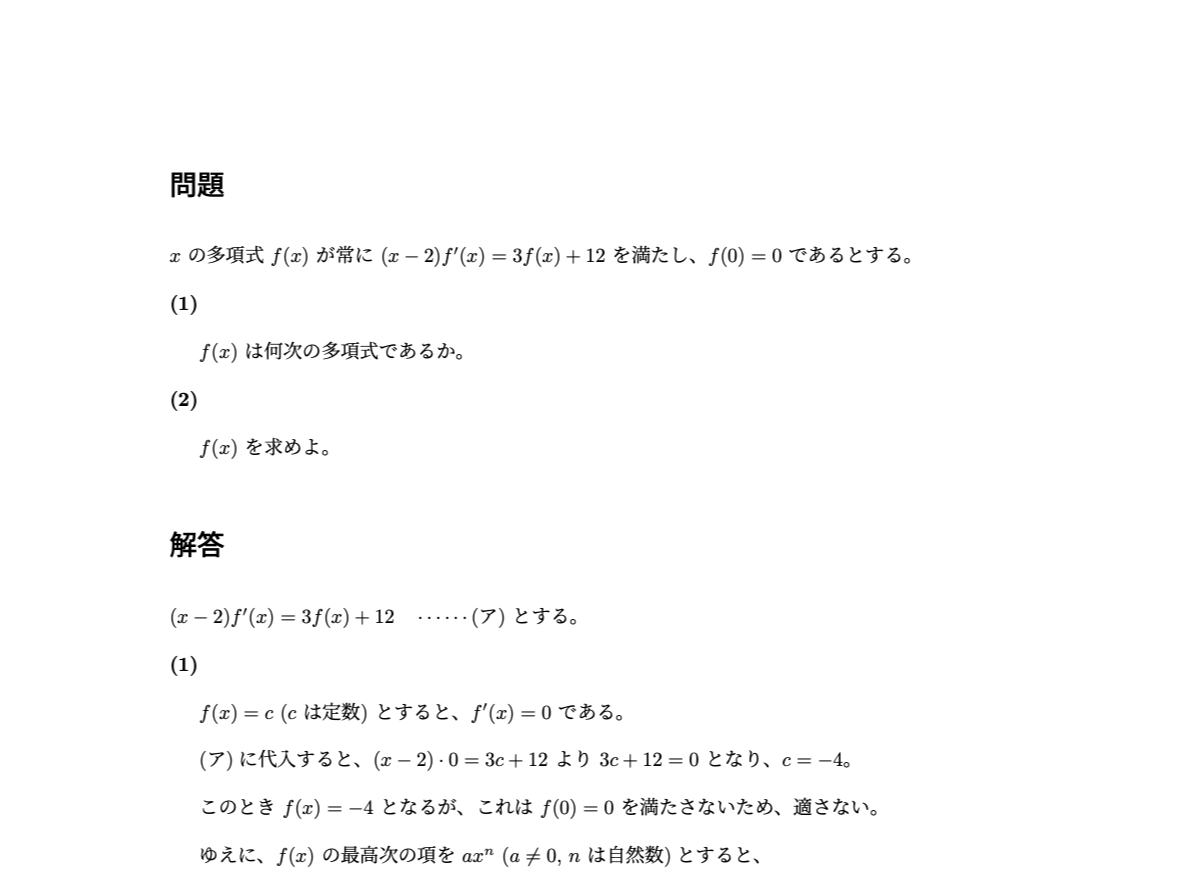 問題
x の多項式 f(x) が常に (x − 2)f′(x) = 3f(x) + 12 を満たし、f(0) = 0 であるとする。
(1)
f(x) は何次の多項式であるか。
(2)
f(x) を求めよ。
解答
(x − 2)f′(x) = 3f(x) + 12 ⋯⋯(ア) とする。
(1)
f(x) = c (c は定数) とすると、f′(x) = 0 である。
(ア) に代入すると、(x − 2) · 0 = 3c + 12 より 3c + 12 = 0 となり、c = −4。
このとき f(x) = −4 となるが、これは f(0) = 0 を満たさないため、適さない。
ゆえに、f(x) の最高次の項を axⁿ (a ≠ 0, n は自然数) とすると、